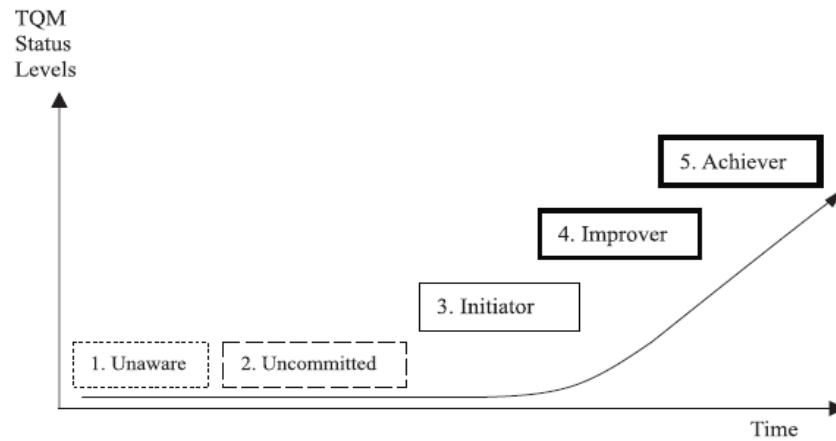 TQM
Status
Levels
5. Achiever
4. Improver
3. Initiator
1. Unaware
2. Uncommitted
Time